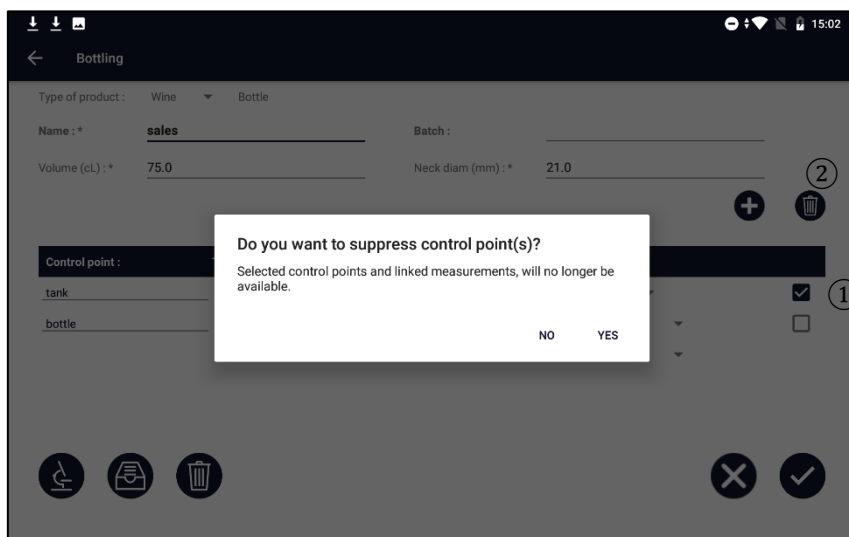 15:02
Bottling
Type of product : Wine Bottle
Name : * sales Batch :
Volume (cL) : * 75.0 Neck diam (mm) : * 21.0
2
Do you want to suppress control point(s)?
Control point :
Selected control points and linked measurements, will no longer be
available.
tank
1
bottle
NO YES